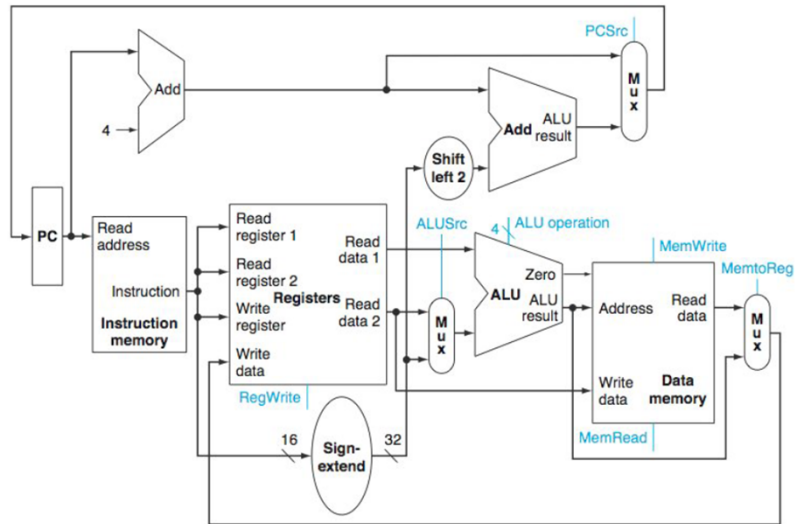 PCSrc
Add
4
M
u
x
Add
ALU
result
Shift
left 2
PC
Read
address
Instruction
Instruction
memory
Read
register 1
Read
register 2
Write
register
Write
data
Registers
Read
data 1
Read
data 2
RegWrite
16
Sign-
extend
32
ALUSrc
M
u
x
4
ALU operation
Zero
ALU
ALU
result
MemWrite
Address
Read
data
Write
data
Data
memory
MemRead
MemtoReg
M
u
x